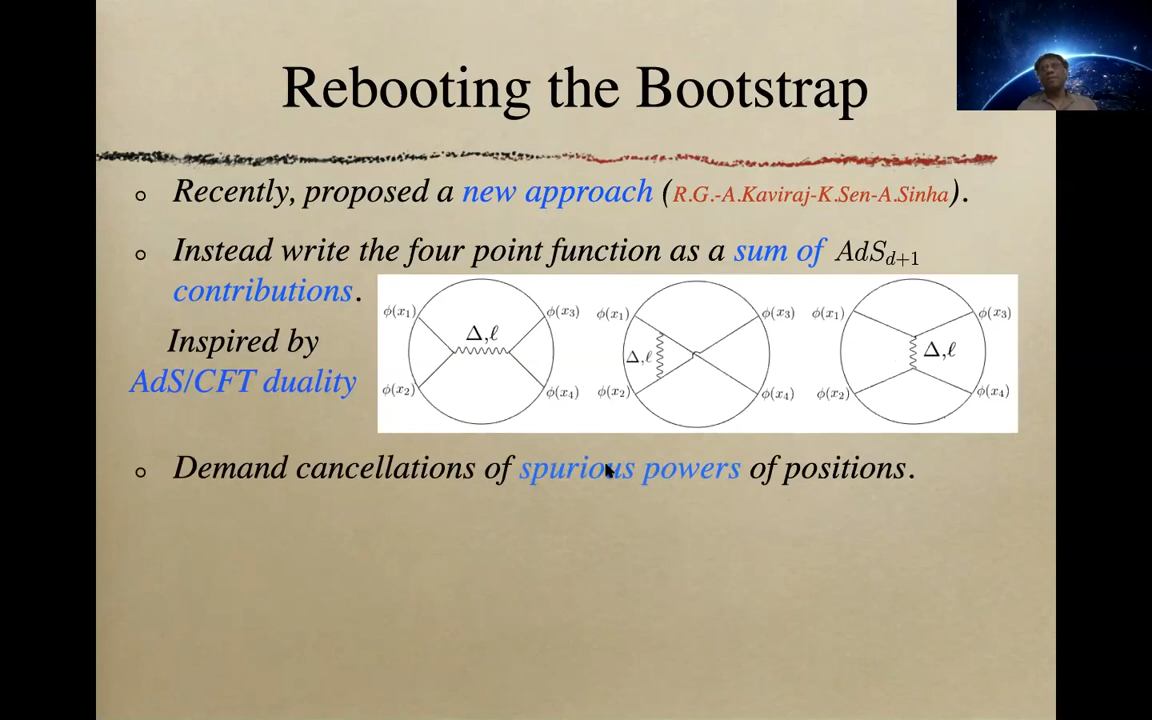 Rebooting the Bootstrap
Recently, proposed a new approach (R.G.-A.Kaviraj-K.Sen-A.Sinha).
Instead write the four point function as a sum of AdS_{d+1}
contributions.
Inspired by
AdS/CFT duality
ϕ(x₁) ϕ(x₃) ϕ(x₁) ϕ(x₃) ϕ(x₁) ϕ(x₃)
Δ,ℓ Δ,ℓ Δ,ℓ
ϕ(x₂) ϕ(x₄) ϕ(x₂) ϕ(x₄) ϕ(x₂) ϕ(x₄)
Demand cancellations of spurious powers of positions.